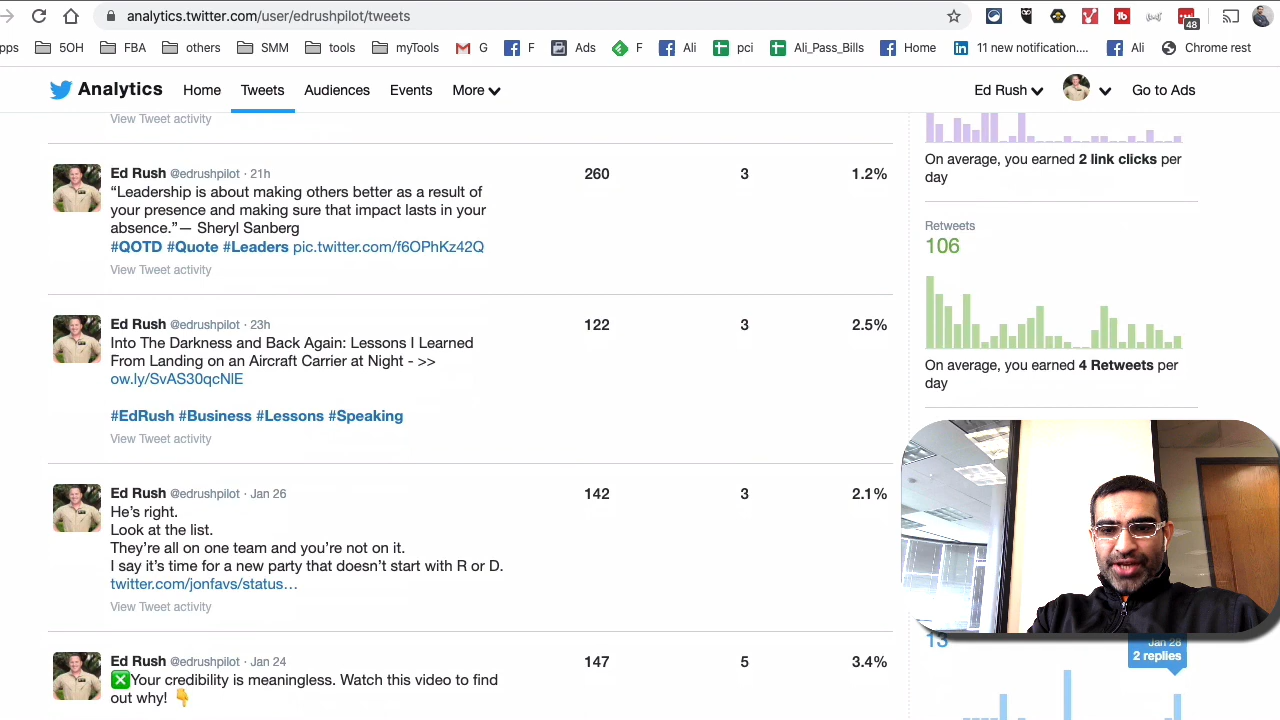 analytics.twitter.com/user/edrushpilot/tweets
48
pps 5OH FBA others SMM tools myTools G F Ads F Ali pci Ali_Pass_Bills Home 11 new notification.... Ali Chrome rest
Analytics Home Tweets Audiences Events More Ed Rush Go to Ads
View Tweet activity
Ed Rush @edrushpilot · 21h
“Leadership is about making others better as a result of
your presence and making sure that impact lasts in your
absence.”— Sheryl Sanberg
#QOTD #Quote #Leaders pic.twitter.com/f6OPhKz42Q
View Tweet activity
260 3 1.2%
Ed Rush @edrushpilot · 23h
Into The Darkness and Back Again: Lessons I Learned
From Landing on an Aircraft Carrier at Night - >>
ow.ly/SvAS30qcNlE
#EdRush #Business #Lessons #Speaking
View Tweet activity
122 3 2.5%
Ed Rush @edrushpilot · Jan 26
He’s right.
Look at the list.
They’re all on one team and you’re not on it.
I say it’s time for a new party that doesn’t start with R or D.
twitter.com/jonfavs/status…
View Tweet activity
142 3 2.1%
Ed Rush @edrushpilot · Jan 24
Your credibility is meaningless. Watch this video to find
out why!
147 5 3.4%
On average, you earned 2 link clicks per
day
Retweets
106
On average, you earned 4 Retweets per
day
13
Jan 28
2 replies